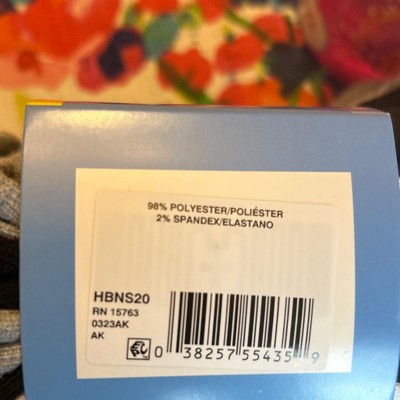 98% POLYESTER/POLIÉSTER
2% SPANDEX/ELASTANO
HBNS20
RN 15763
0323AK
AK
0 38257 55435 9